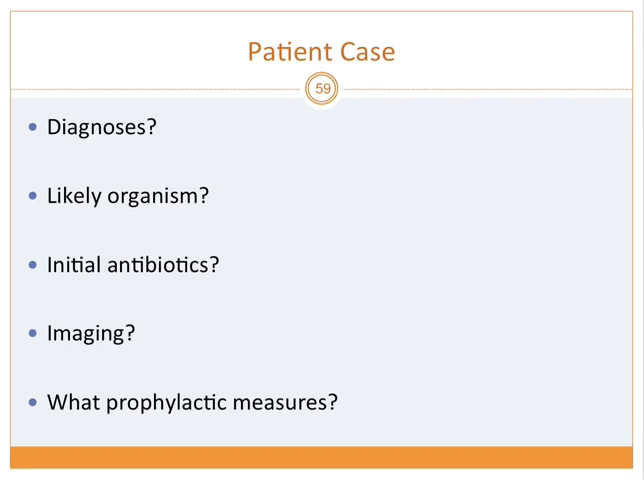 Patient Case
59
• Diagnoses?
• Likely organism?
• Initial antibiotics?
• Imaging?
• What prophylactic measures?